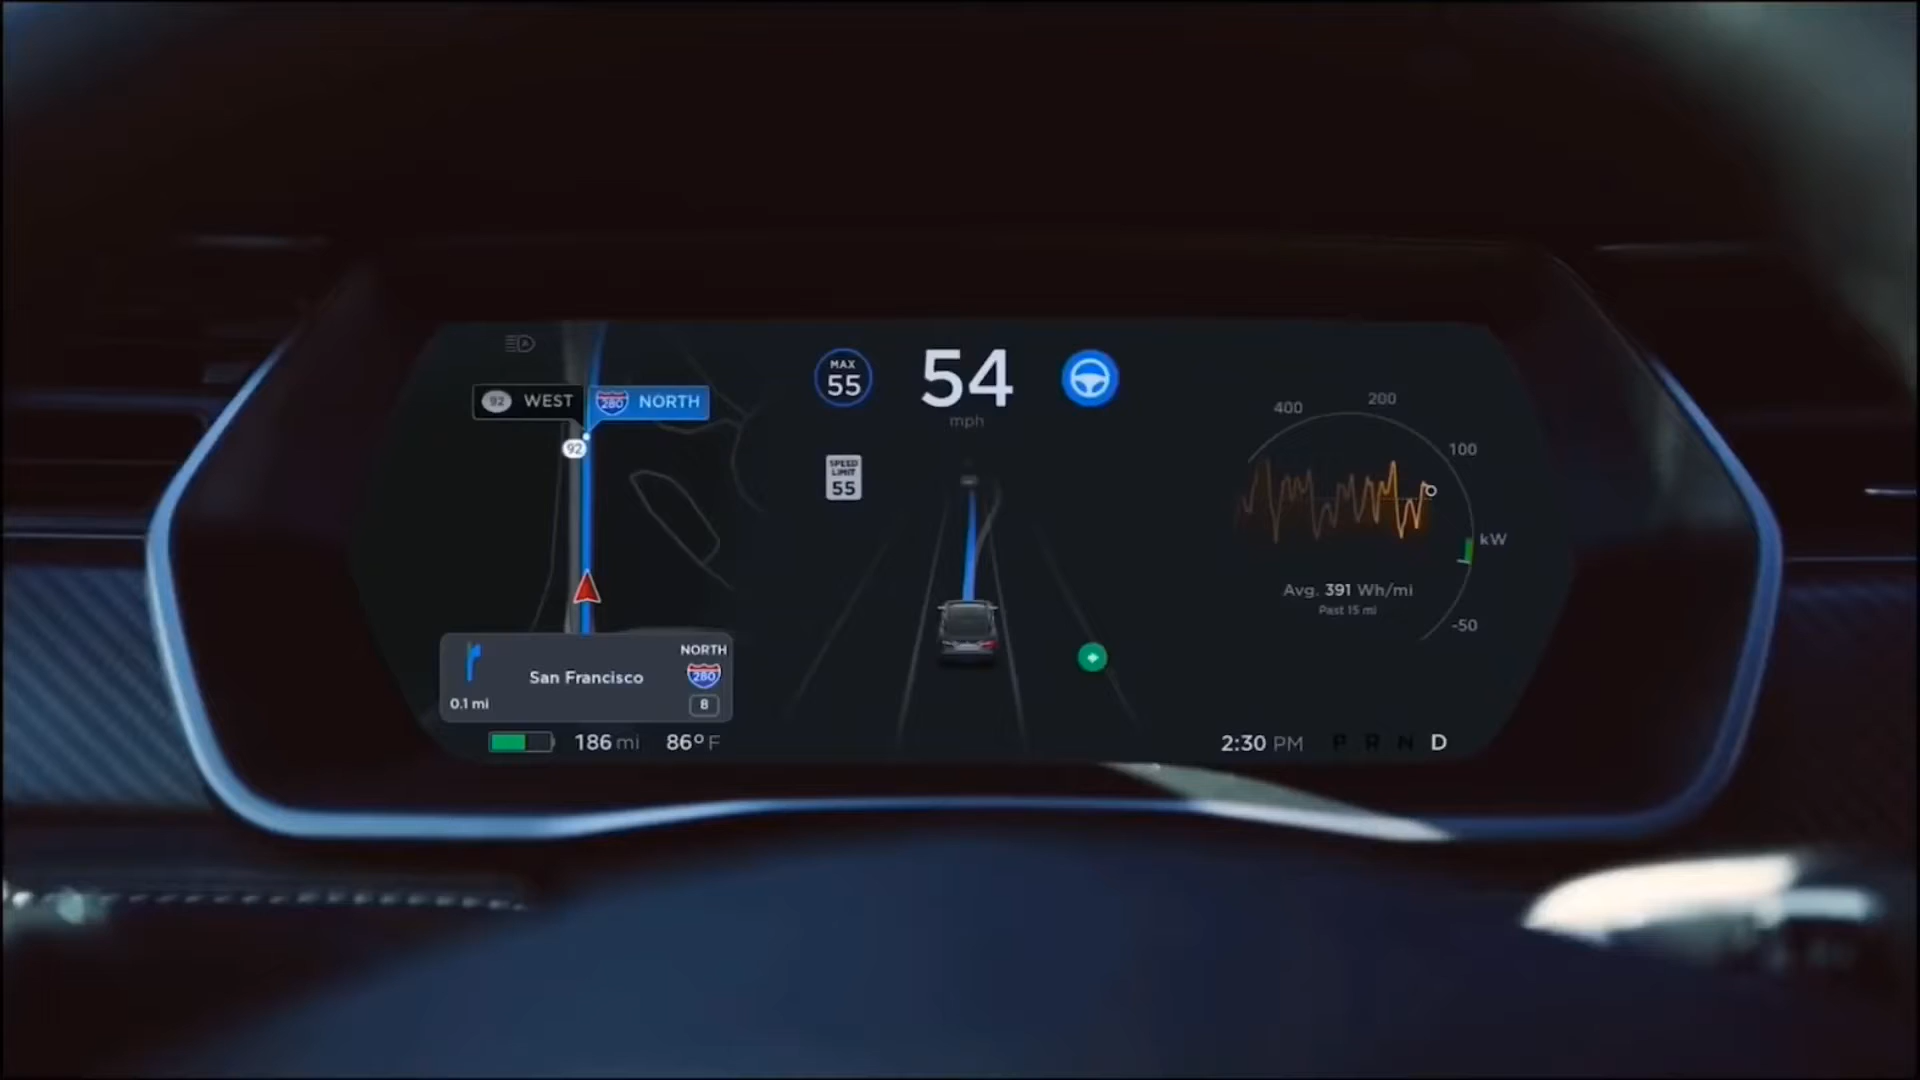 92 WEST
280 NORTH
92
San Francisco
NORTH
280
0.1 mi
8
186 mi
86° F
MAX
55
54
mph
SPEED
LIMIT
55
400
200
100
kW
-50
Avg. 391 Wh/mi
Past 15 mi
2:30 PM
P R N D